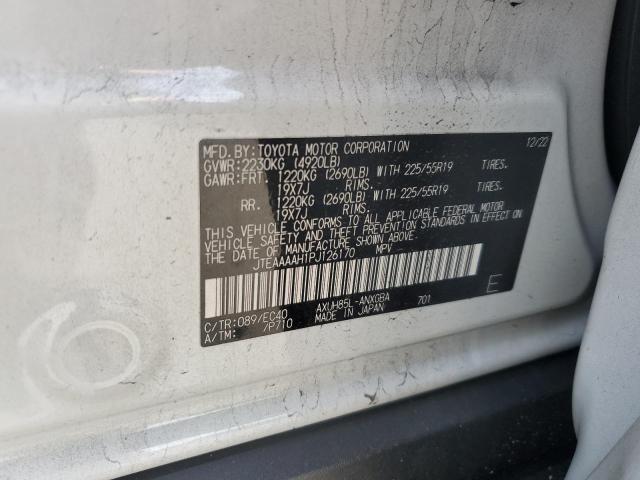 MFD.BY:TOYOTA MOTOR CORPORATION 12/22
GVWR:2230KG (4920LB)
GAWR:FRT. 1220KG (2690LB) WITH 225/55R19 TIRES.
19X7J RIMS.
RR. 1220KG (2690LB) WITH 225/55R19 TIRES.
19X7J RIMS.
THIS VEHICLE CONFORMS TO ALL APPLICABLE FEDERAL MOTOR
VEHICLE SAFETY AND THEFT PREVENTION STANDARDS IN EFFECT ON
THE DATE OF MANUFACTURE SHOWN ABOVE.
JTEAAAAH1PJ126170 MPV
E
C/TR:089/EC40 AXUH85L-ANXGBA 701
A/TM: /P710 MADE IN JAPAN